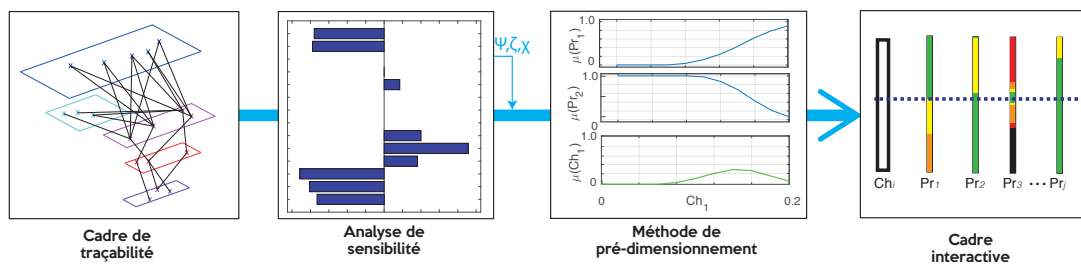 Ψ,ζ,χ
1.0
μ(Pr₁)
0
1.0
μ(Pr₂)
0
1.0
μ(Ch₁)
0
0
Ch₁
0.2
Chi
Pr₁
Pr₂
Pr₃
...
Prj
Cadre de
traçabilité
Analyse de
sensibilité
Méthode de
pré-dimensionnement
Cadre
interactive